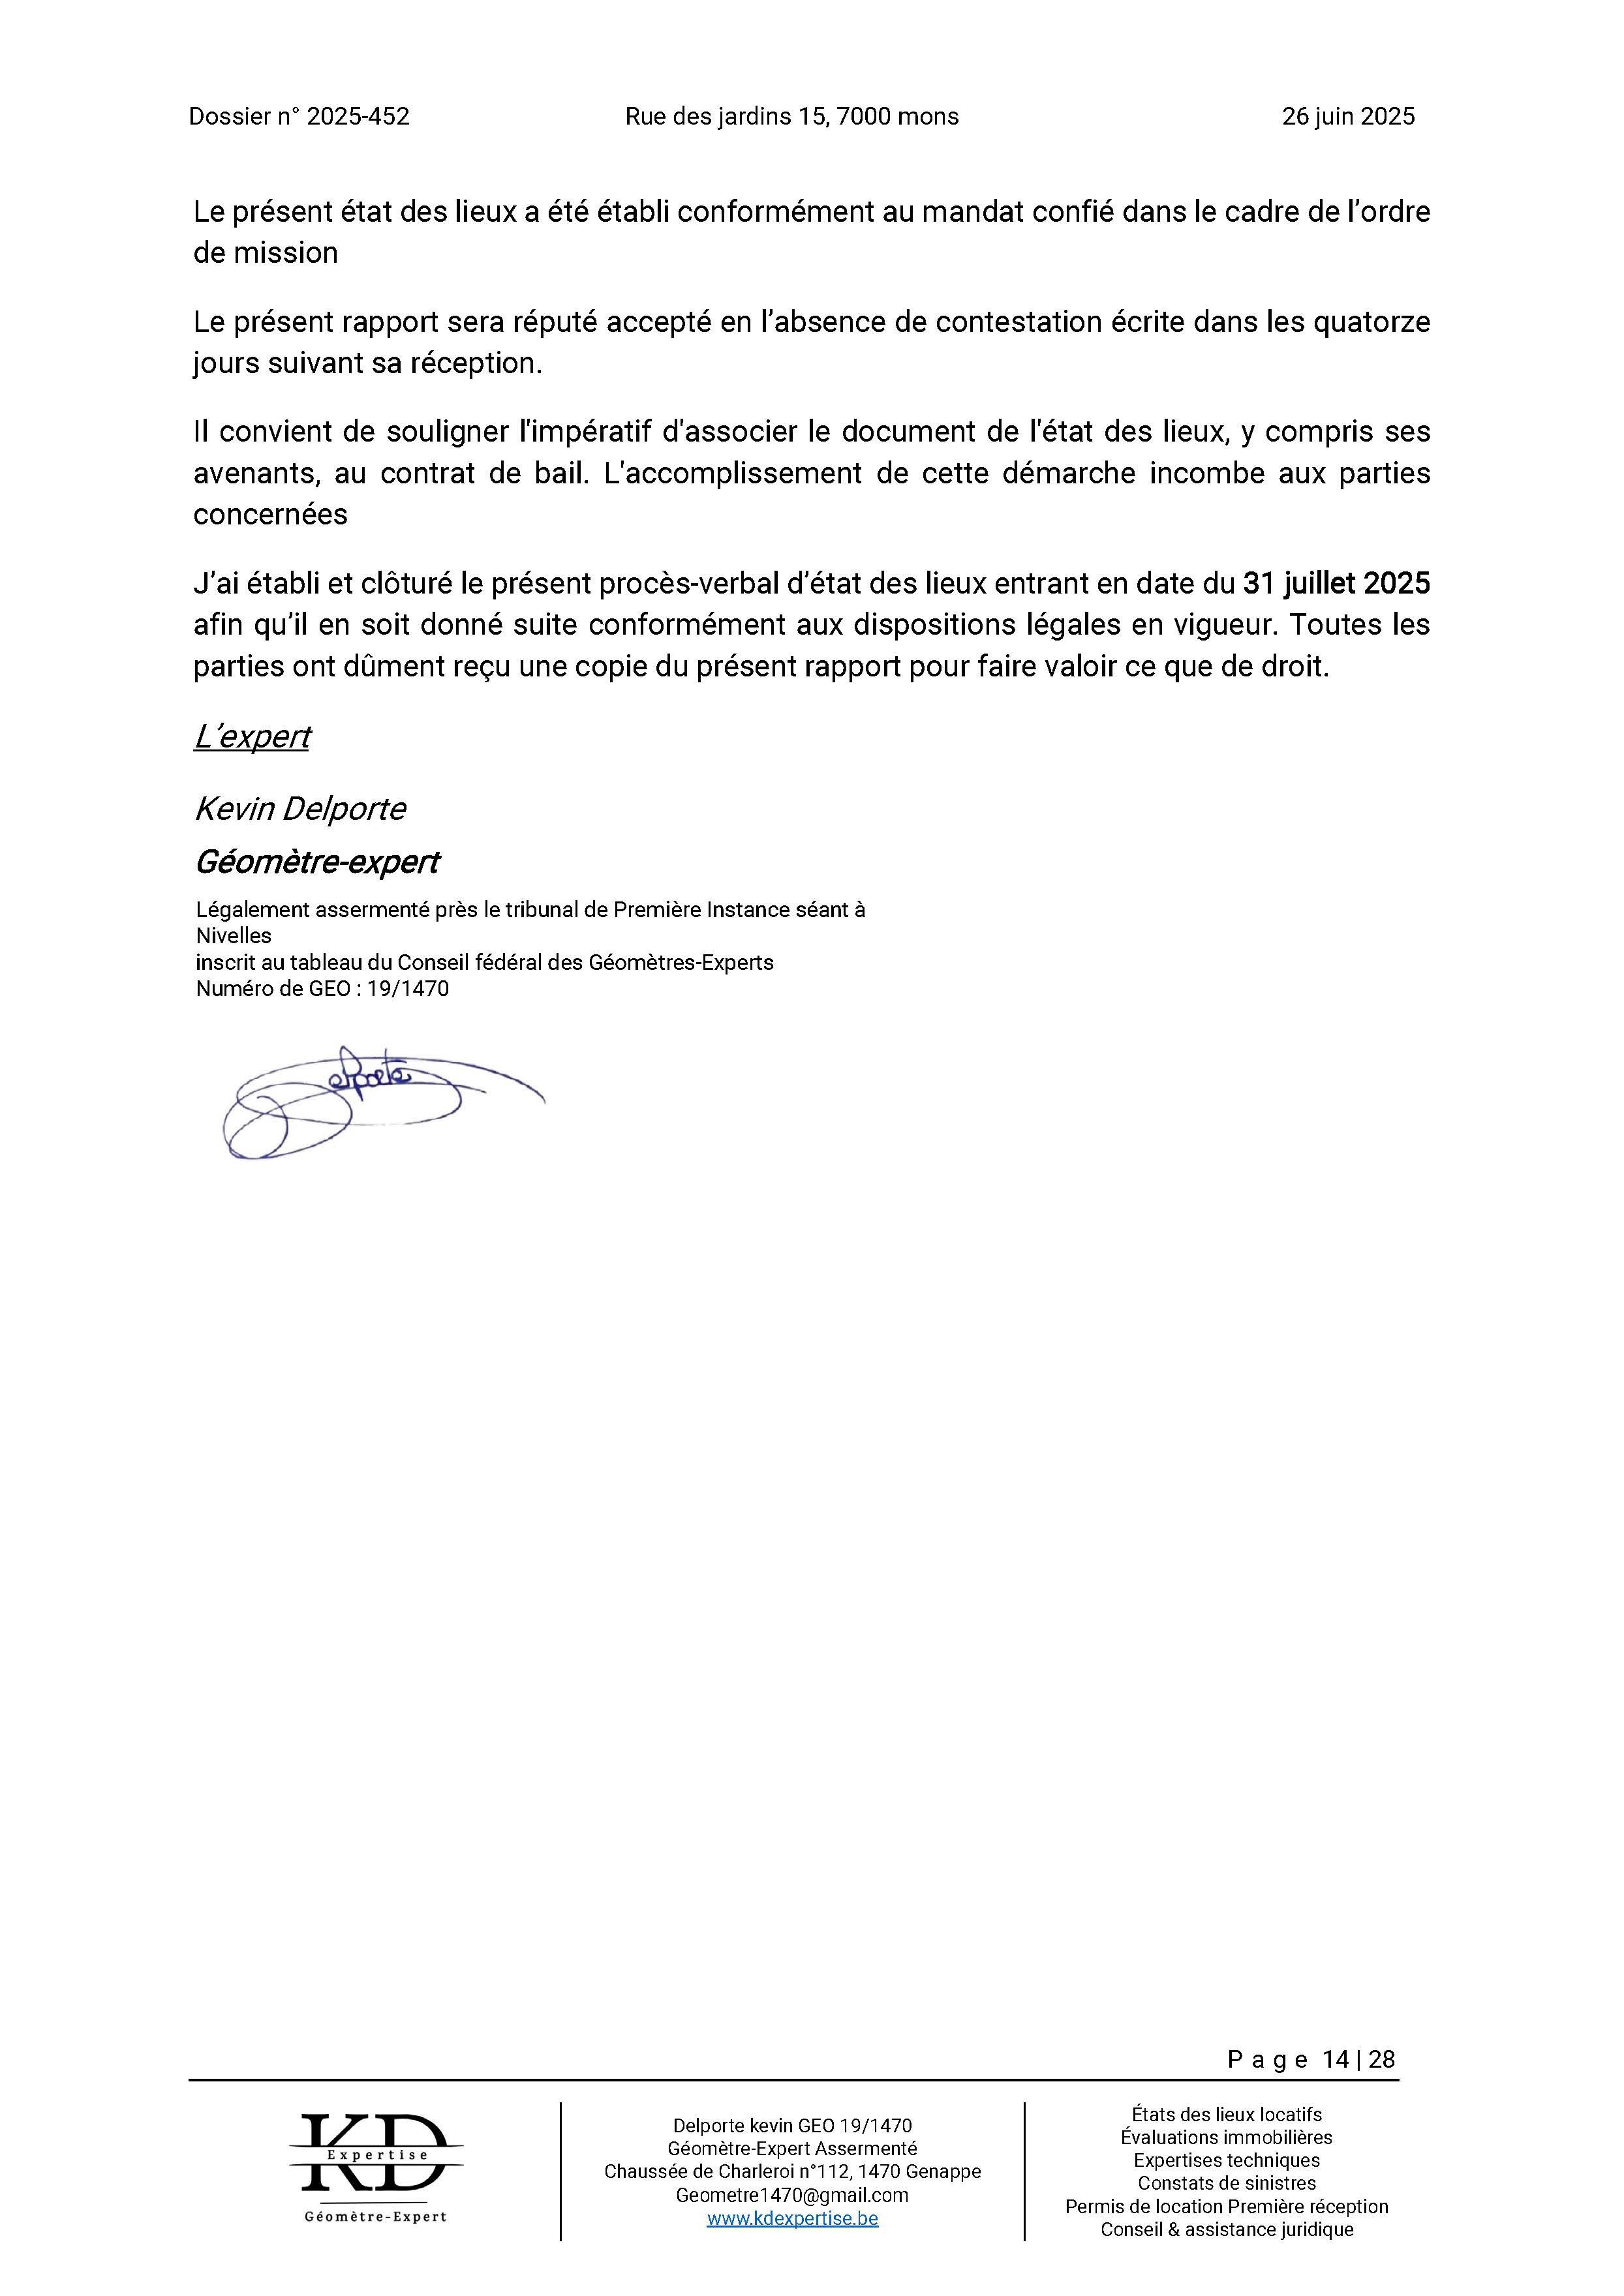 Dossier n° 2025-452 Rue des jardins 15, 7000 mons 26 juin 2025
Le présent état des lieux a été établi conformément au mandat confié dans le cadre de l’ordre
de mission
Le présent rapport sera réputé accepté en l’absence de contestation écrite dans les quatorze
jours suivant sa réception.
Il convient de souligner l'impératif d'associer le document de l'état des lieux, y compris ses
avenants, au contrat de bail. L'accomplissement de cette démarche incombe aux parties
concernées
J’ai établi et clôturé le présent procès-verbal d’état des lieux entrant en date du 31 juillet 2025
afin qu’il en soit donné suite conformément aux dispositions légales en vigueur. Toutes les
parties ont dûment reçu une copie du présent rapport pour faire valoir ce que de droit.
L’expert
Kevin Delporte
Géomètre-expert
Légalement assermenté près le tribunal de Première Instance séant à
Nivelles
inscrit au tableau du Conseil fédéral des Géomètres-Experts
Numéro de GEO : 19/1470
Page 14 | 28
KD
Expertise
Géomètre-Expert
Delporte kevin GEO 19/1470
Géomètre-Expert Assermenté
Chaussée de Charleroi n°112, 1470 Genappe
Geometre1470@gmail.com
www.kdexpertise.be
États des lieux locatifs
Évaluations immobilières
Expertises techniques
Constats de sinistres
Permis de location Première réception
Conseil & assistance juridique